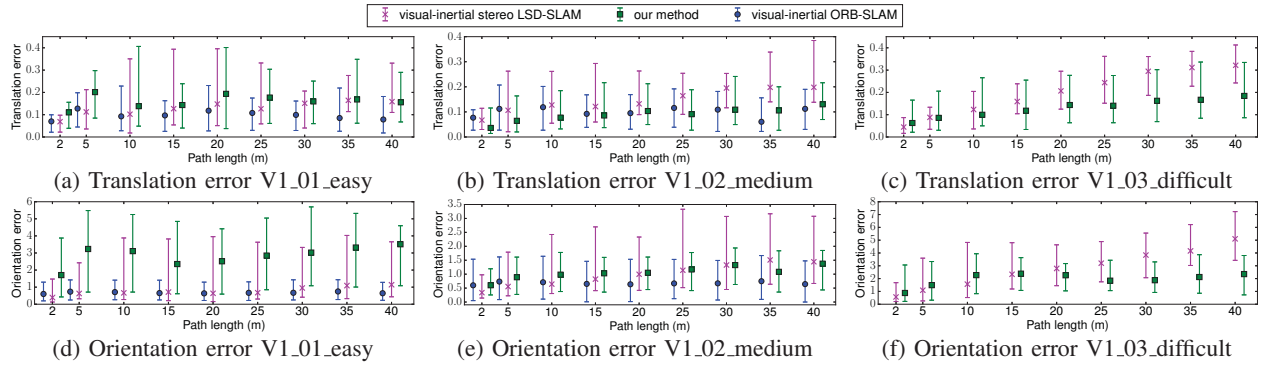 visual-inertial stereo LSD-SLAM our method visual-inertial ORB-SLAM
Translation error
0.4
0.3
0.2
0.1
0.0
2 5 10 15 20 25 30 35 40
Path length (m)
(a) Translation error V1_01_easy
Translation error
0.4
0.3
0.2
0.1
0.0
2 5 10 15 20 25 30 35 40
Path length (m)
(b) Translation error V1_02_medium
Translation error
0.4
0.3
0.2
0.1
0.0
2 5 10 15 20 25 30 35 40
Path length (m)
(c) Translation error V1_03_difficult
Orientation error
6
5
4
3
2
1
0
2 5 10 15 20 25 30 35 40
Path length (m)
(d) Orientation error V1_01_easy
Orientation error
3.5
3.0
2.5
2.0
1.5
1.0
0.5
0.0
2 5 10 15 20 25 30 35 40
Path length (m)
(e) Orientation error V1_02_medium
Orientation error
8
7
6
5
4
3
2
1
0
2 5 10 15 20 25 30 35 40
Path length (m)
(f) Orientation error V1_03_difficult